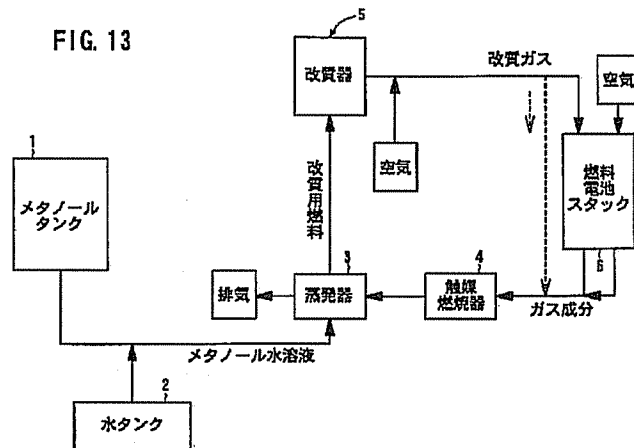 FIG. 13
5
改質器
改質ガス
空気
1
メタノール
タンク
改質用燃料
空気
燃料
電池
スタック
6
3
蒸発器
4
触媒
燃焼器
排気
ガス成分
メタノール水溶液
2
水タンク